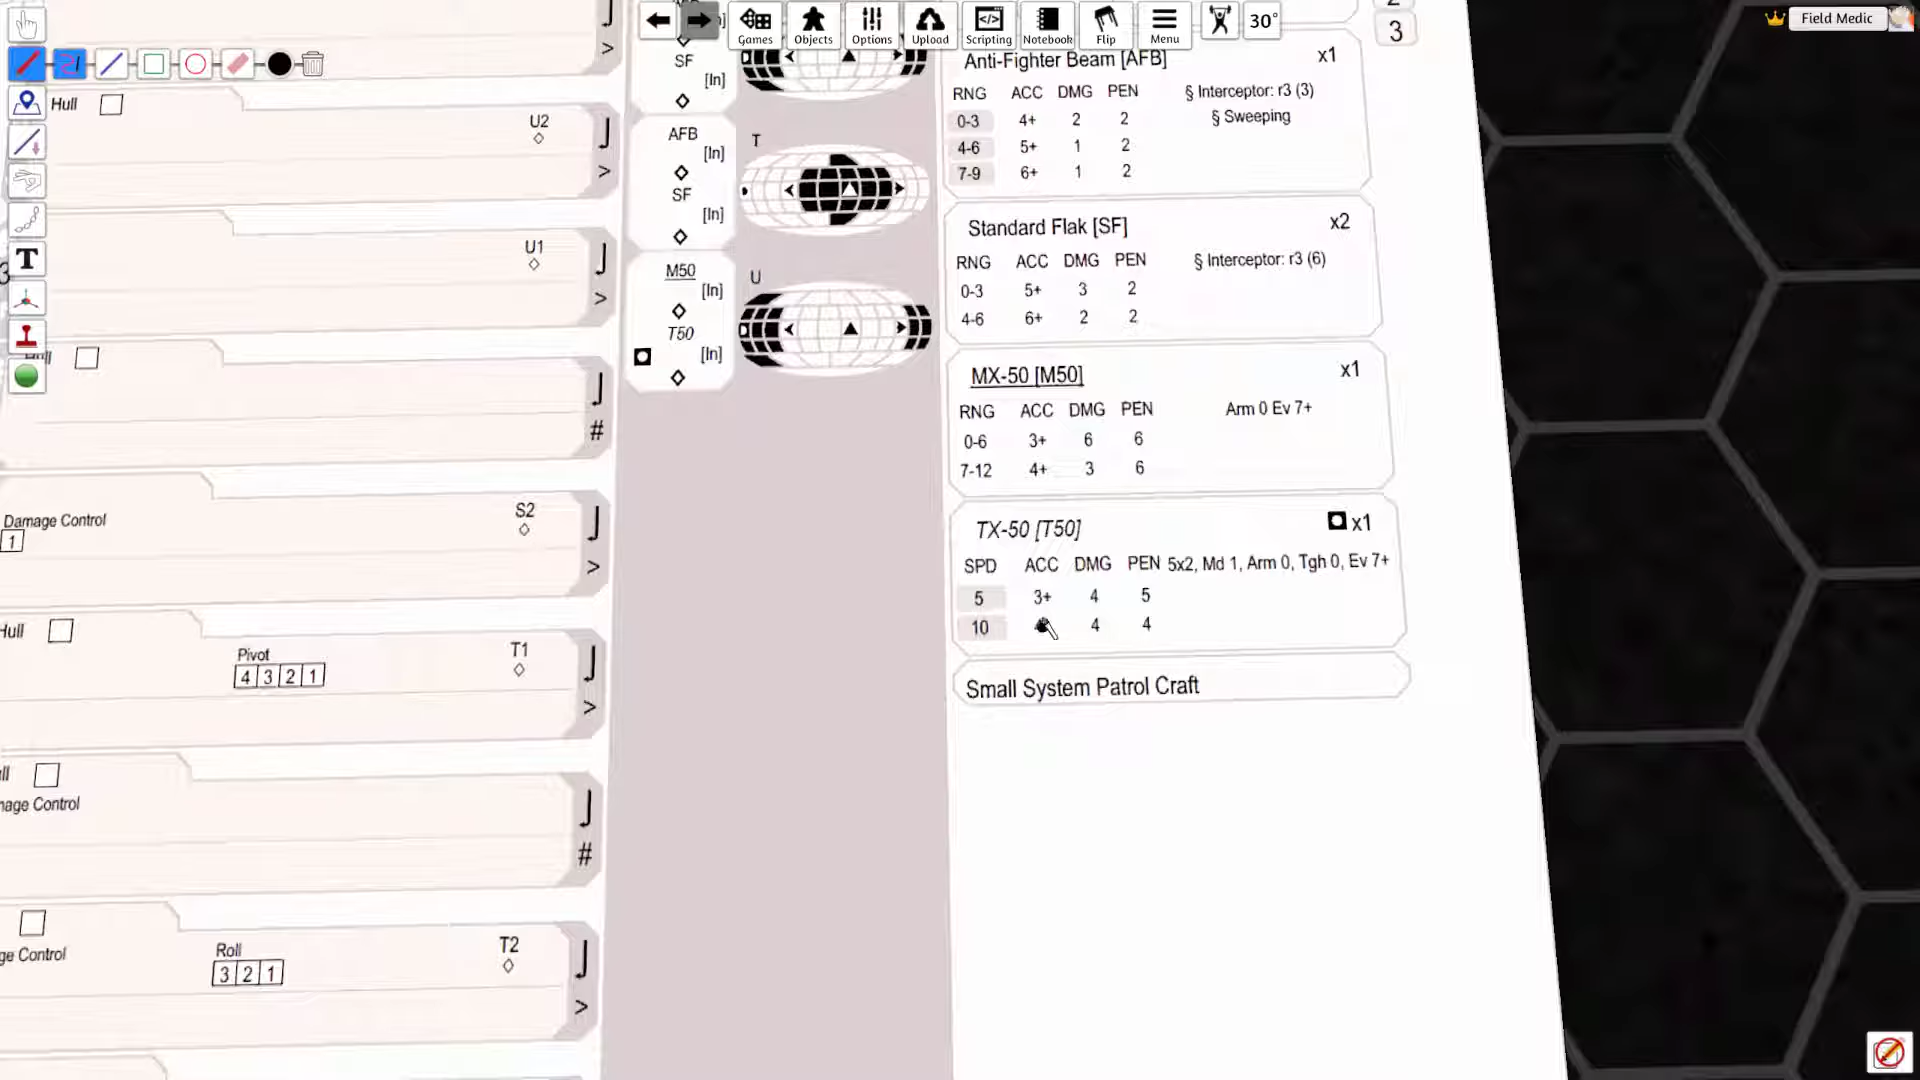 Games
Objects
Options
Upload
Scripting
Notebook
Flip
Menu
30°
Field Medic
3
Hull
U2
>
U1
>
#
Damage Control
1
S2
>
Hull
Pivot
4 3 2 1
T1
>
#
Roll
3 2 1
T2
>
SF
[In]
AFB
[In]
SF
[In]
M50
[In]
T50
[In]
T
U
Anti-Fighter Beam [AFB] x1
RNG ACC DMG PEN § Interceptor: r3 (3)
0-3 4+ 2 2 § Sweeping
4-6 5+ 1 2
7-9 6+ 1 2
Standard Flak [SF] x2
RNG ACC DMG PEN § Interceptor: r3 (6)
0-3 5+ 3 2
4-6 6+ 2 2
MX-50 [M50] x1
RNG ACC DMG PEN Arm 0 Ev 7+
0-6 3+ 6 6
7-12 4+ 3 6
TX-50 [T50] x1
SPD ACC DMG PEN 5x2, Md 1, Arm 0, Tgh 0, Ev 7+
5 3+ 4 5
10 4 4
Small System Patrol Craft